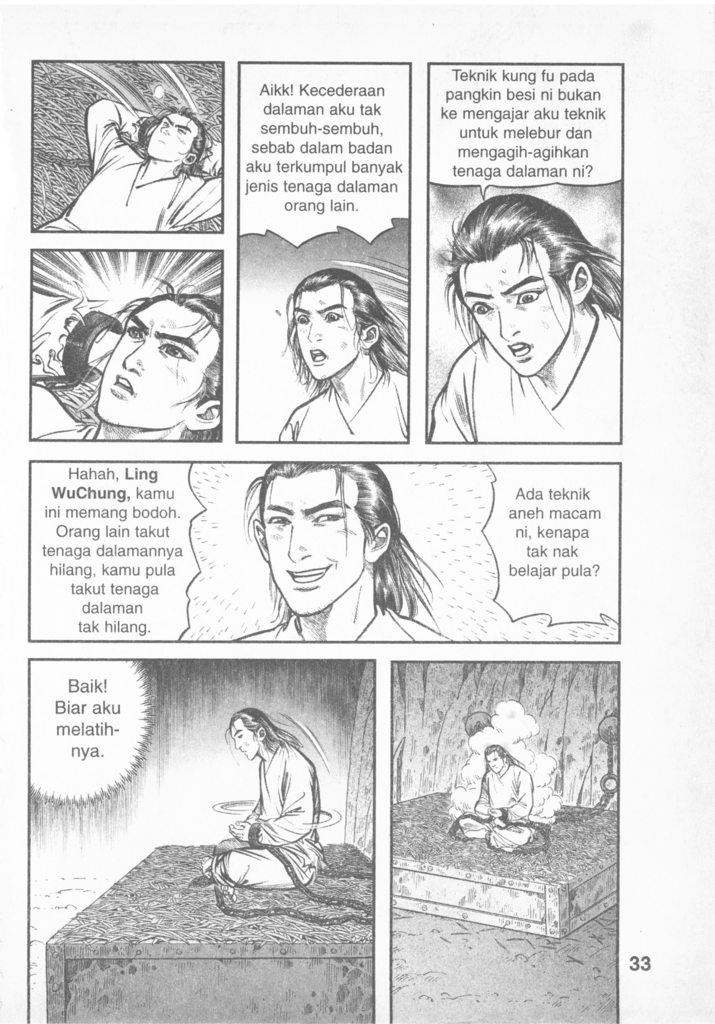 Aikk! Kecederaan
dalaman aku tak
sembuh-sembuh,
sebab dalam badan
aku terkumpul banyak
jenis tenaga dalaman
orang lain.
Teknik kung fu pada
pangkin besi ni bukan
ke mengajar aku teknik
untuk melebur dan
mengagih-agihkan
tenaga dalaman ni?
Hahah, Ling
WuChung, kamu
ini memang bodoh.
Orang lain takut
tenaga dalamannya
hilang, kamu pula
takut tenaga
dalaman
tak hilang.
Ada teknik
aneh macam
ni, kenapa
tak nak
belajar pula?
Baik!
Biar aku
melatih-
nya.
33